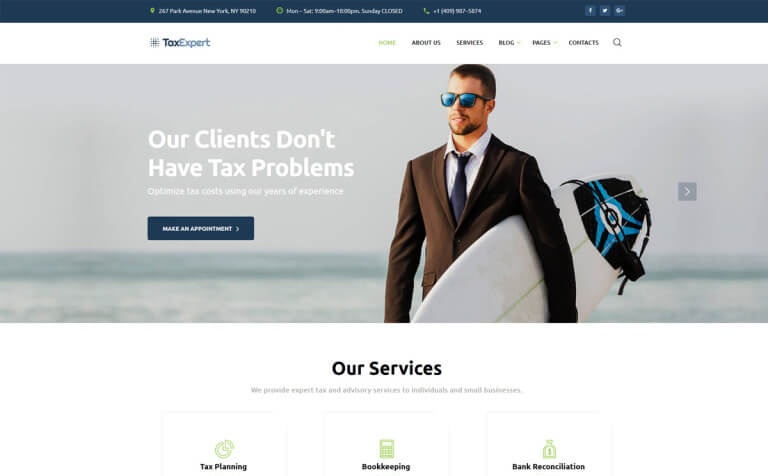 267 Park Avenue New York, NY 90210
Mon – Sat: 9:00am–18:00pm. Sunday CLOSED
+1 (409) 987–5874
TaxExpert
HOME
ABOUT US
SERVICES
BLOG
PAGES
CONTACTS
Our Clients Don't
Have Tax Problems
Optimize tax costs using our years of experience
MAKE AN APPOINTMENT
Our Services
We provide expert tax and advisory services to individuals and small businesses.
Tax Planning
Bookkeeping
Bank Reconciliation